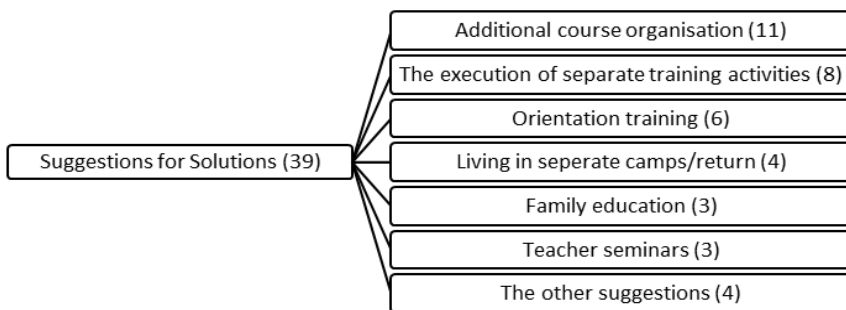 Additional course organisation (11)
The execution of separate training activities (8)
Orientation training (6)
Suggestions for Solutions (39)
Living in seperate camps/return (4)
Family education (3)
Teacher seminars (3)
The other suggestions (4)